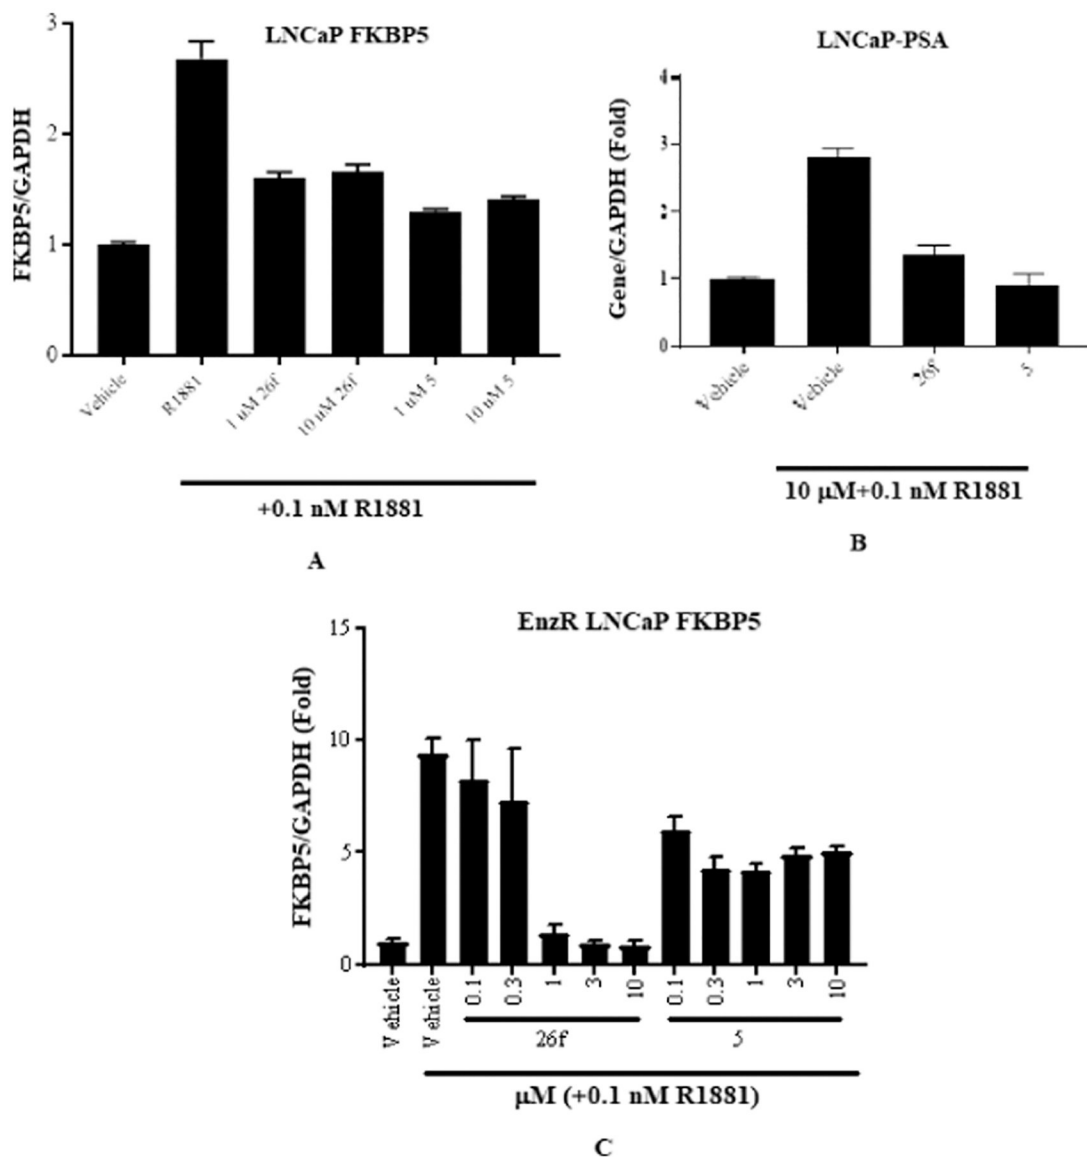 LNCaP FKBP5
FKBP5/GAPDH
3
2
1
0
Vehicle
R1881
1 uM 26f
10 uM 26f
1 uM 5
10 uM 5
+0.1 nM R1881
A
LNCaP-PSA
Gene/GAPDH (Fold)
4
3
2
1
0
Vehicle
Vehicle
26f
5
10 μM+0.1 nM R1881
B
EnzR LNCaP FKBP5
FKBP5/GAPDH (Fold)
15
10
5
0
Vehicle
Vehicle
0.1
0.3
1
3
10
0.1
0.3
1
3
10
26f
5
μM (+0.1 nM R1881)
C